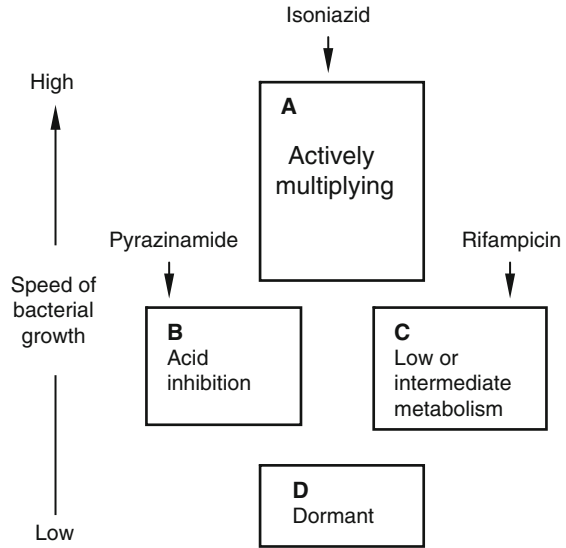 Isoniazid
High
A
Actively
multiplying
Pyrazinamide
Rifampicin
Speed of
bacterial
growth
B
Acid
inhibition
C
Low or
intermediate
metabolism
D
Dormant
Low